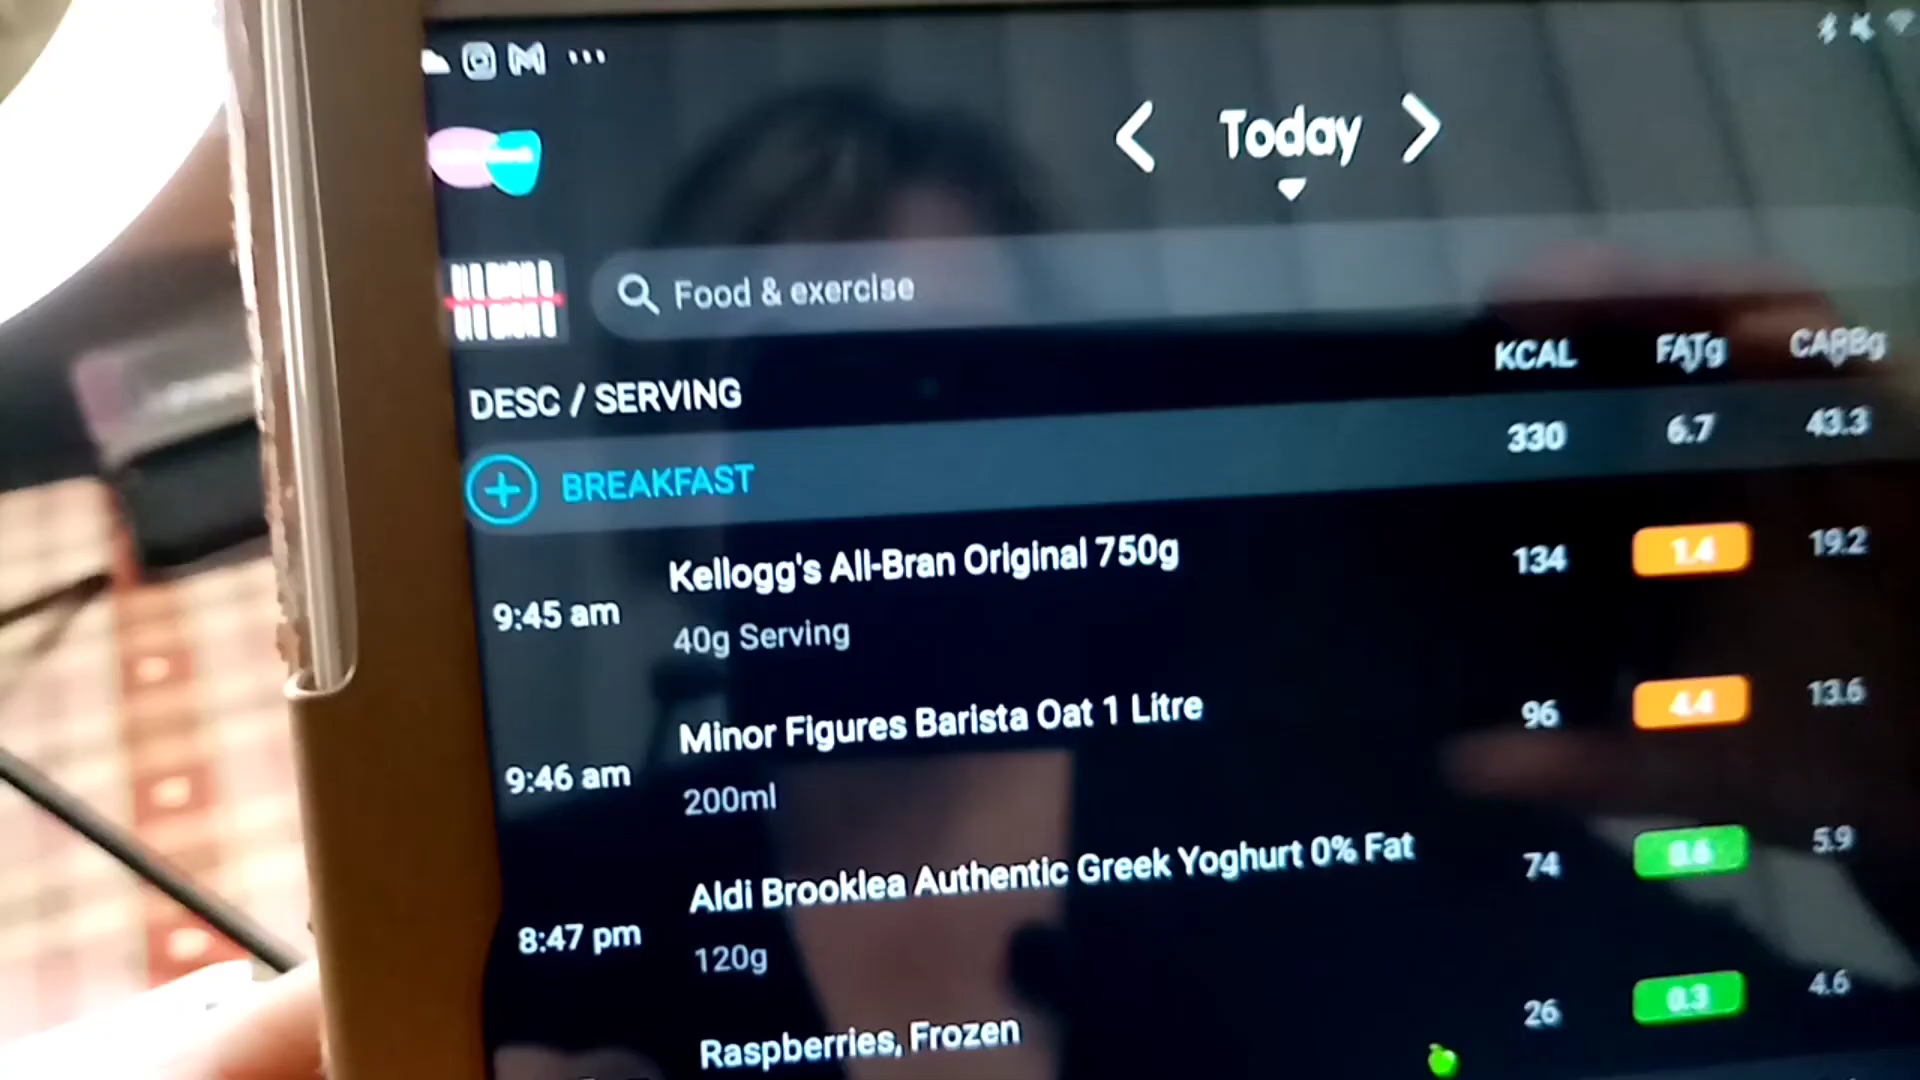 Today
Food & exercise
DESC / SERVING KCAL FATg CARBg
BREAKFAST 330 6.7 43.3
Kellogg's All-Bran Original 750g 134 1.4 19.2
9:45 am
40g Serving
Minor Figures Barista Oat 1 Litre 96 4.4 13.6
9:46 am
200ml
Aldi Brooklea Authentic Greek Yoghurt 0% Fat 74 0.6 5.9
8:47 pm
120g
Raspberries, Frozen 26 0.3 4.6